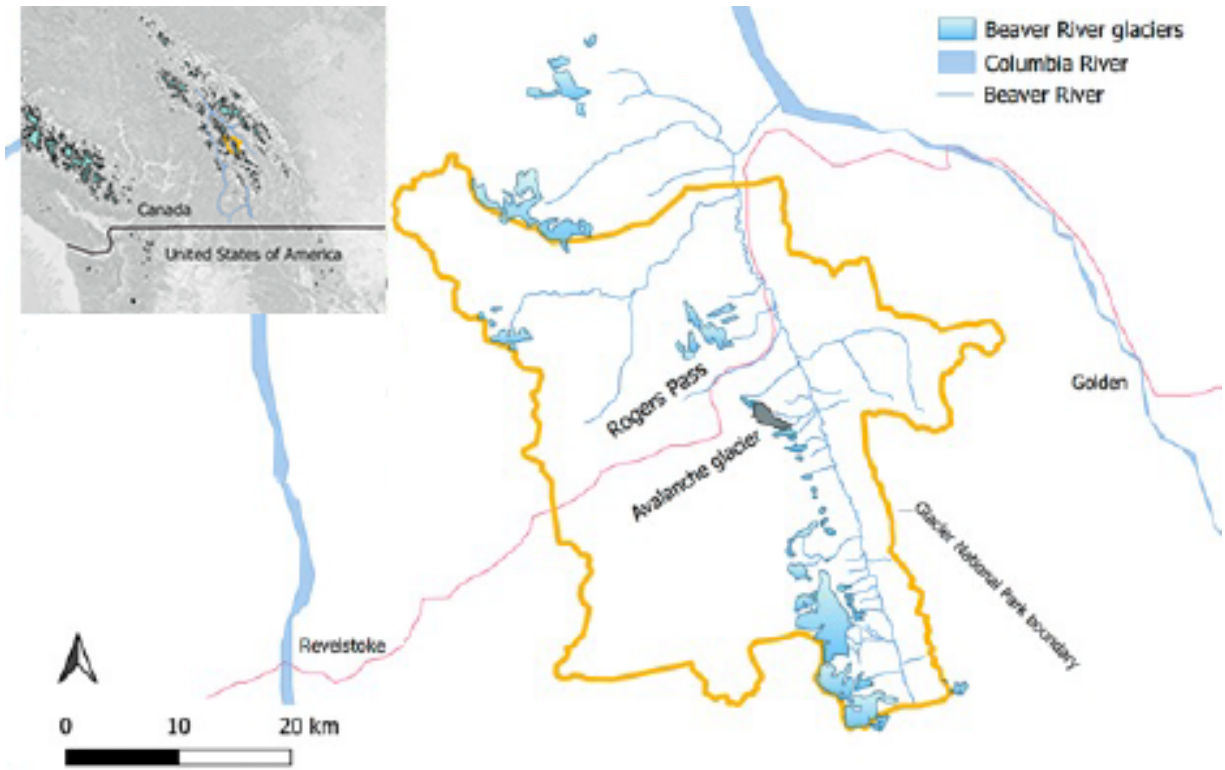 Canada
United States of America
Beaver River glaciers
Columbia River
Beaver River
Rogers Pass
Avalanche glacier
Golden
Glacier National Park boundary
Revelstoke
0 10 20 km